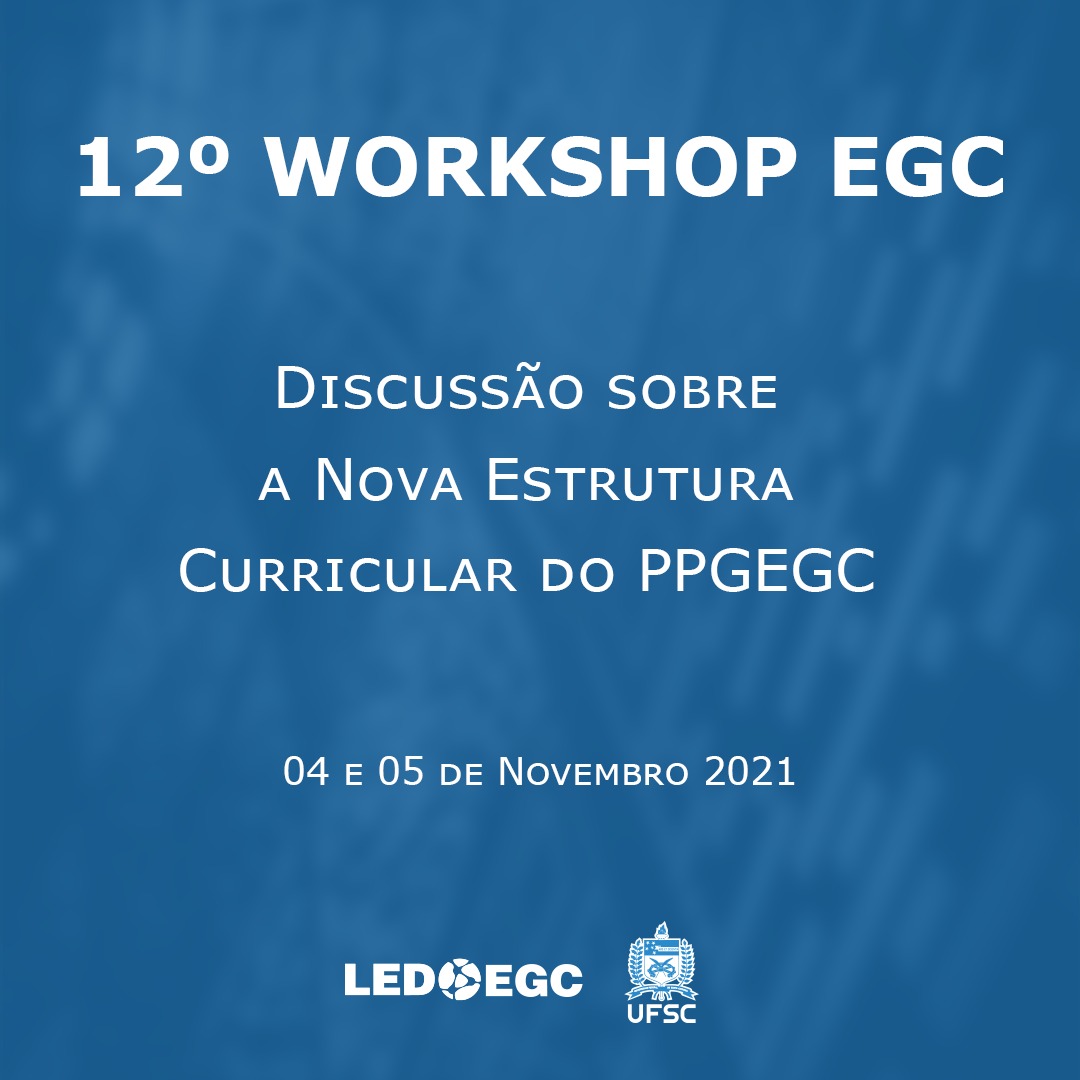 12º WORKSHOP EGC
Discussão sobre
a Nova Estrutura
Curricular do PPGEGC
04 e 05 de Novembro 2021
LED EGC
UFSC